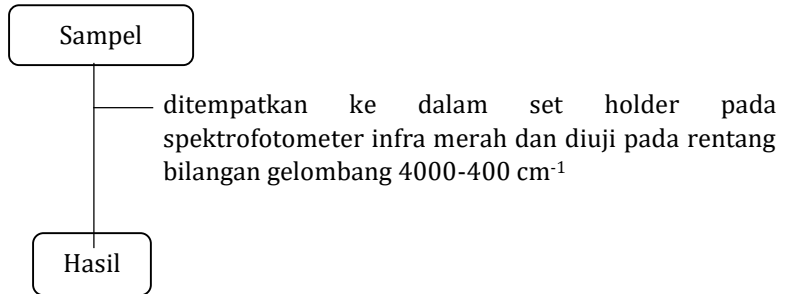 Sampel
ditempatkan ke dalam set holder pada
spektrofotometer infra merah dan diuji pada rentang
bilangan gelombang 4000-400 cm-1
Hasil